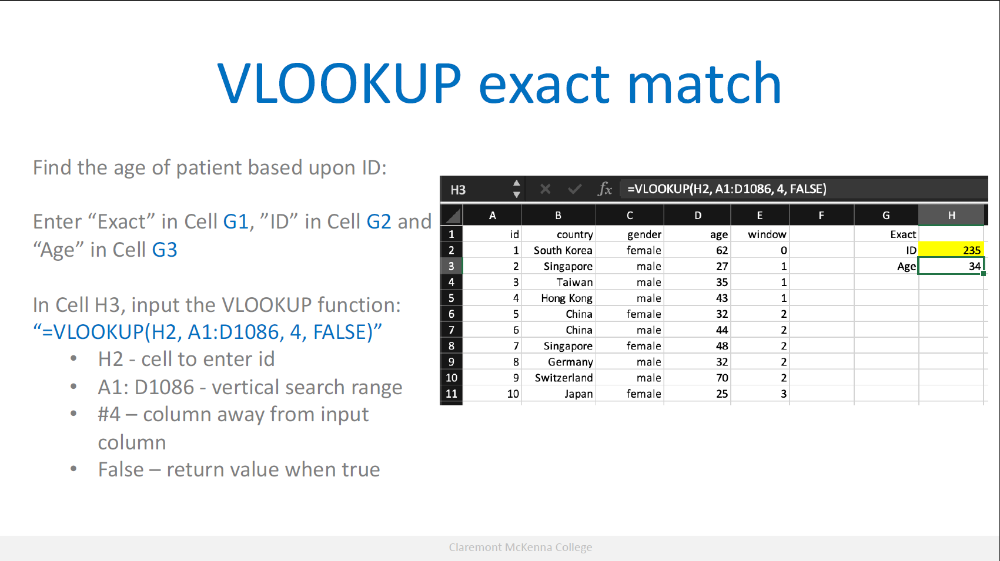 VLOOKUP exact match
Find the age of patient based upon ID:
Enter “Exact” in Cell G1, ”ID” in Cell G2 and
“Age” in Cell G3
In Cell H3, input the VLOOKUP function:
“=VLOOKUP(H2, A1:D1086, 4, FALSE)”
• H2 - cell to enter id
• A1: D1086 - vertical search range
• #4 – column away from input
column
• False – return value when true
H3 fx =VLOOKUP(H2, A1:D1086, 4, FALSE)
A B C D E F G H
1 id country gender age window Exact
2 1 South Korea female 62 0 ID 235
3 2 Singapore male 27 1 Age 34
4 3 Taiwan male 35 1
5 4 Hong Kong male 43 1
6 5 China female 32 2
7 6 China male 44 2
8 7 Singapore female 48 2
9 8 Germany male 32 2
10 9 Switzerland male 70 2
11 10 Japan female 25 3
Claremont McKenna College